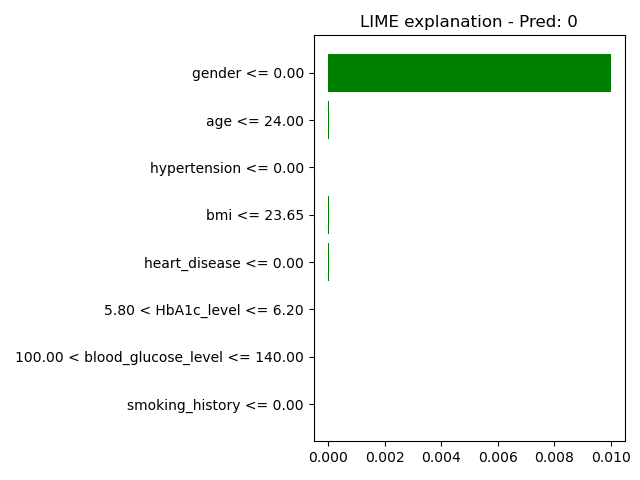 LIME explanation - Pred: 0
gender <= 0.00
age <= 24.00
hypertension <= 0.00
bmi <= 23.65
heart_disease <= 0.00
5.80 < HbA1c_level <= 6.20
100.00 < blood_glucose_level <= 140.00
smoking_history <= 0.00
0.000 0.002 0.004 0.006 0.008 0.010